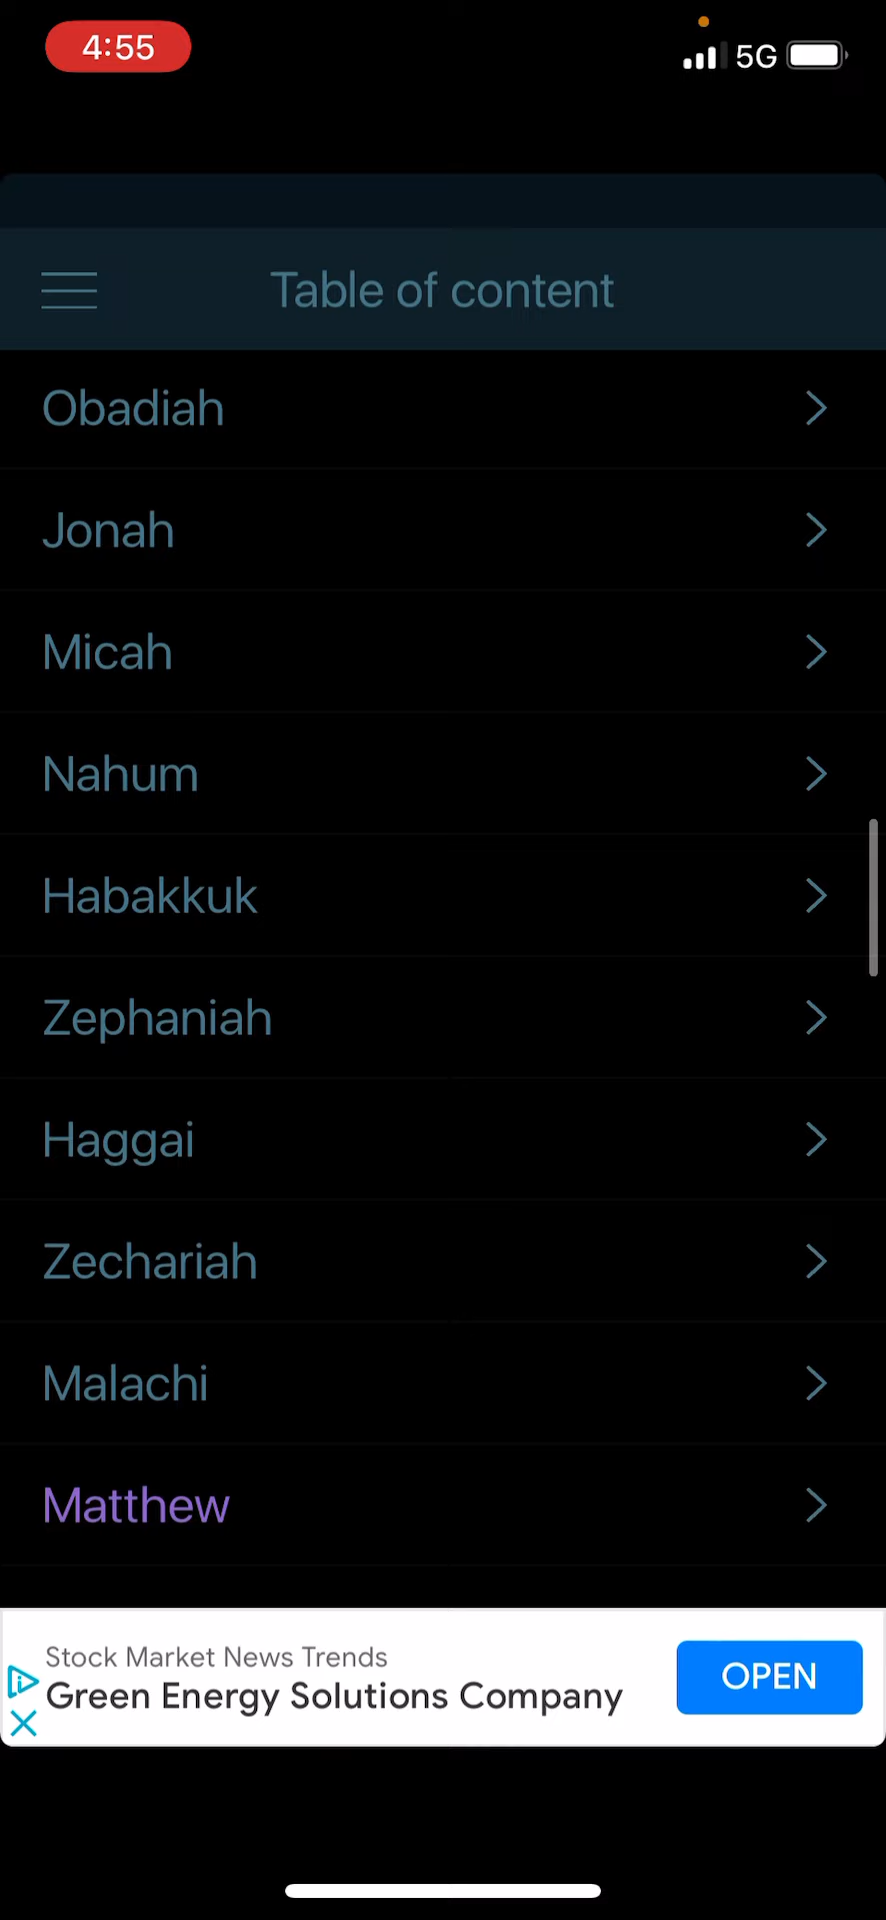 4:55
5G
Table of content
Obadiah
Jonah
Micah
Nahum
Habakkuk
Zephaniah
Haggai
Zechariah
Malachi
Matthew
Stock Market News Trends
Green Energy Solutions Company
OPEN